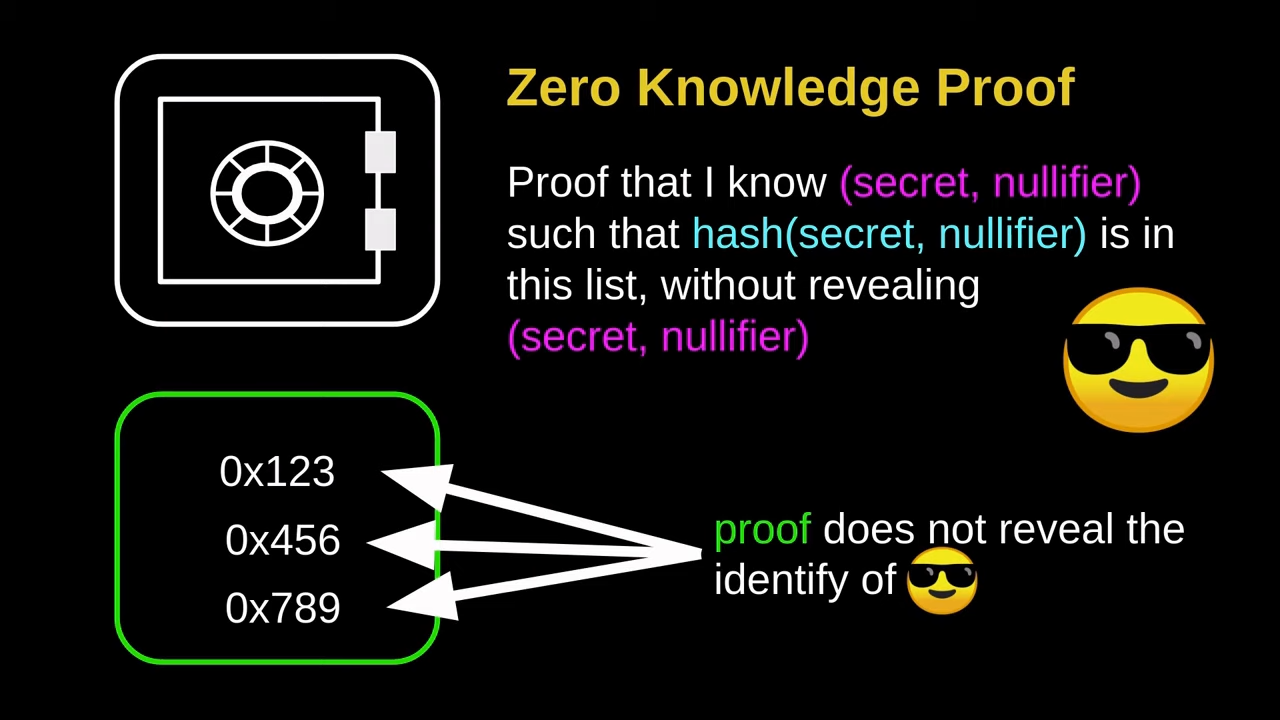 Zero Knowledge Proof
Proof that I know (secret, nullifier)
such that hash(secret, nullifier) is in
this list, without revealing
(secret, nullifier)
0x123
0x456
0x789
proof does not reveal the
identify of 😎